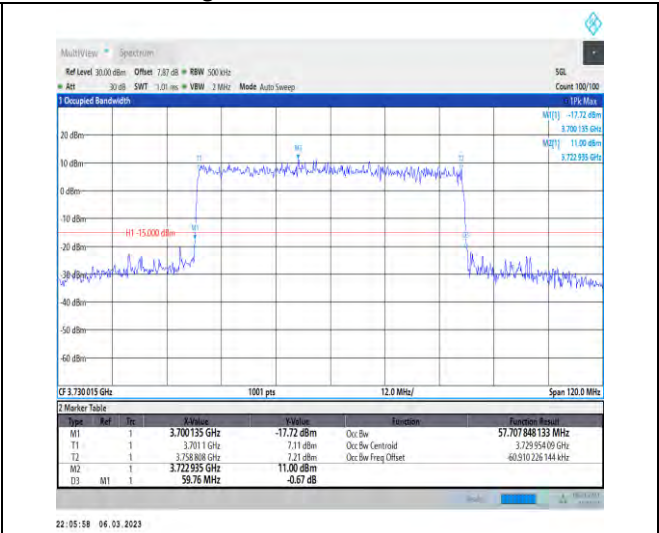 MultiView Spectrum
Ref Level 30.00 dBm Offset 7.87 dB RBW 500 kHz SGL
Att 30 dB SWT 1.01 ms VBW 2 MHz Mode Auto Sweep Count 100/100
1 Occupied Bandwidth 1Pk Max
M1[1] -17.72 dBm
3.700 135 GHz
M2[1] 11.00 dBm
3.722 935 GHz
20 dBm
10 dBm
T1
M2
T2
0 dBm
-10 dBm
H1 -15.000 dBm
M1
-20 dBm
-30 dBm
-40 dBm
-50 dBm
-60 dBm
CF 3.730 015 GHz 1001 pts 12.0 MHz/ Span 120.0 MHz
2 Marker Table
Type Ref Trc X-Value Y-Value Function Function Result
M1 1 3.700 135 GHz -17.72 dBm Occ Bw 57.707 848 133 MHz
T1 1 3.7011 GHz 7.11 dBm Occ Bw Centroid 3.729 954 09 GHz
T2 1 3.758 808 GHz 7.21 dBm Occ Bw Freq Offset -60.910 226 144 kHz
M2 1 3.722 935 GHz 11.00 dBm
D3 M1 1 59.76 MHz -0.67 dB
22:05:58 06.03.2023